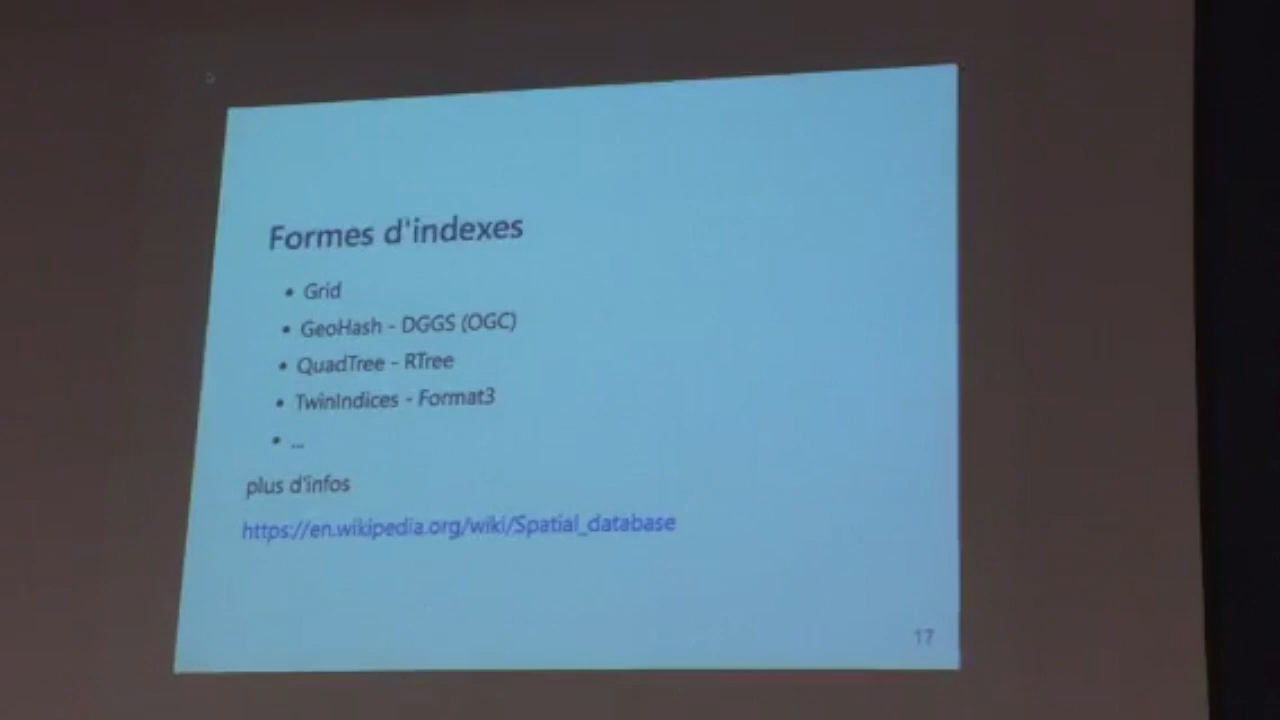 Formes d'indexes
• Grid
• GeoHash - DGGS (OGC)
• QuadTree - RTree
• TwinIndices - Format3
• ...
plus d'infos
https://en.wikipedia.org/wiki/Spatial_database
17